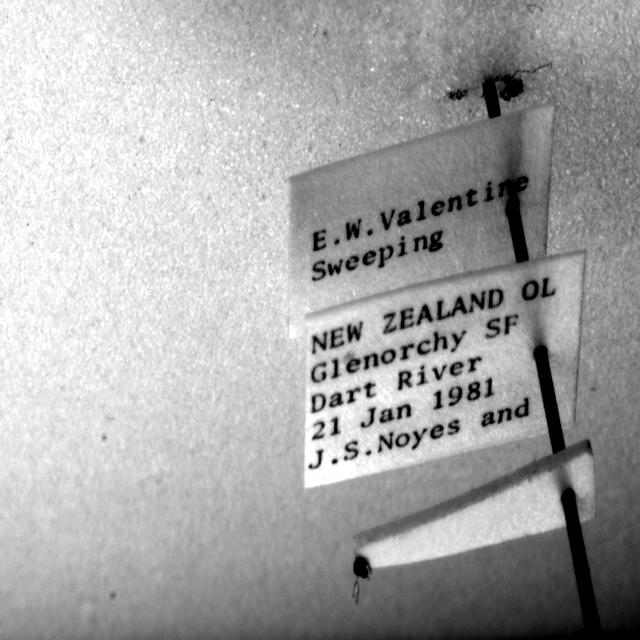 E.W.Valentine
Sweeping
NEW ZEALAND OL
Glenorchy SF
Dart River
21 Jan 1981
J.S.Noyes and